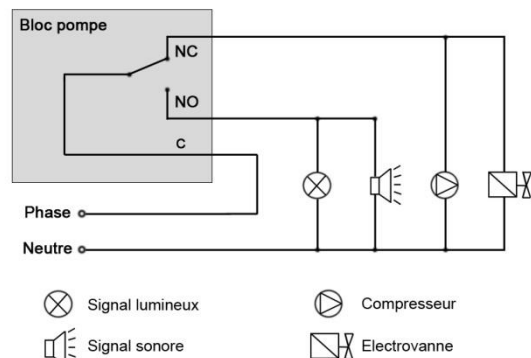 Bloc pompe
NC
NO
C
Phase
Neutre
Signal lumineux
Compresseur
Signal sonore
Electrovanne